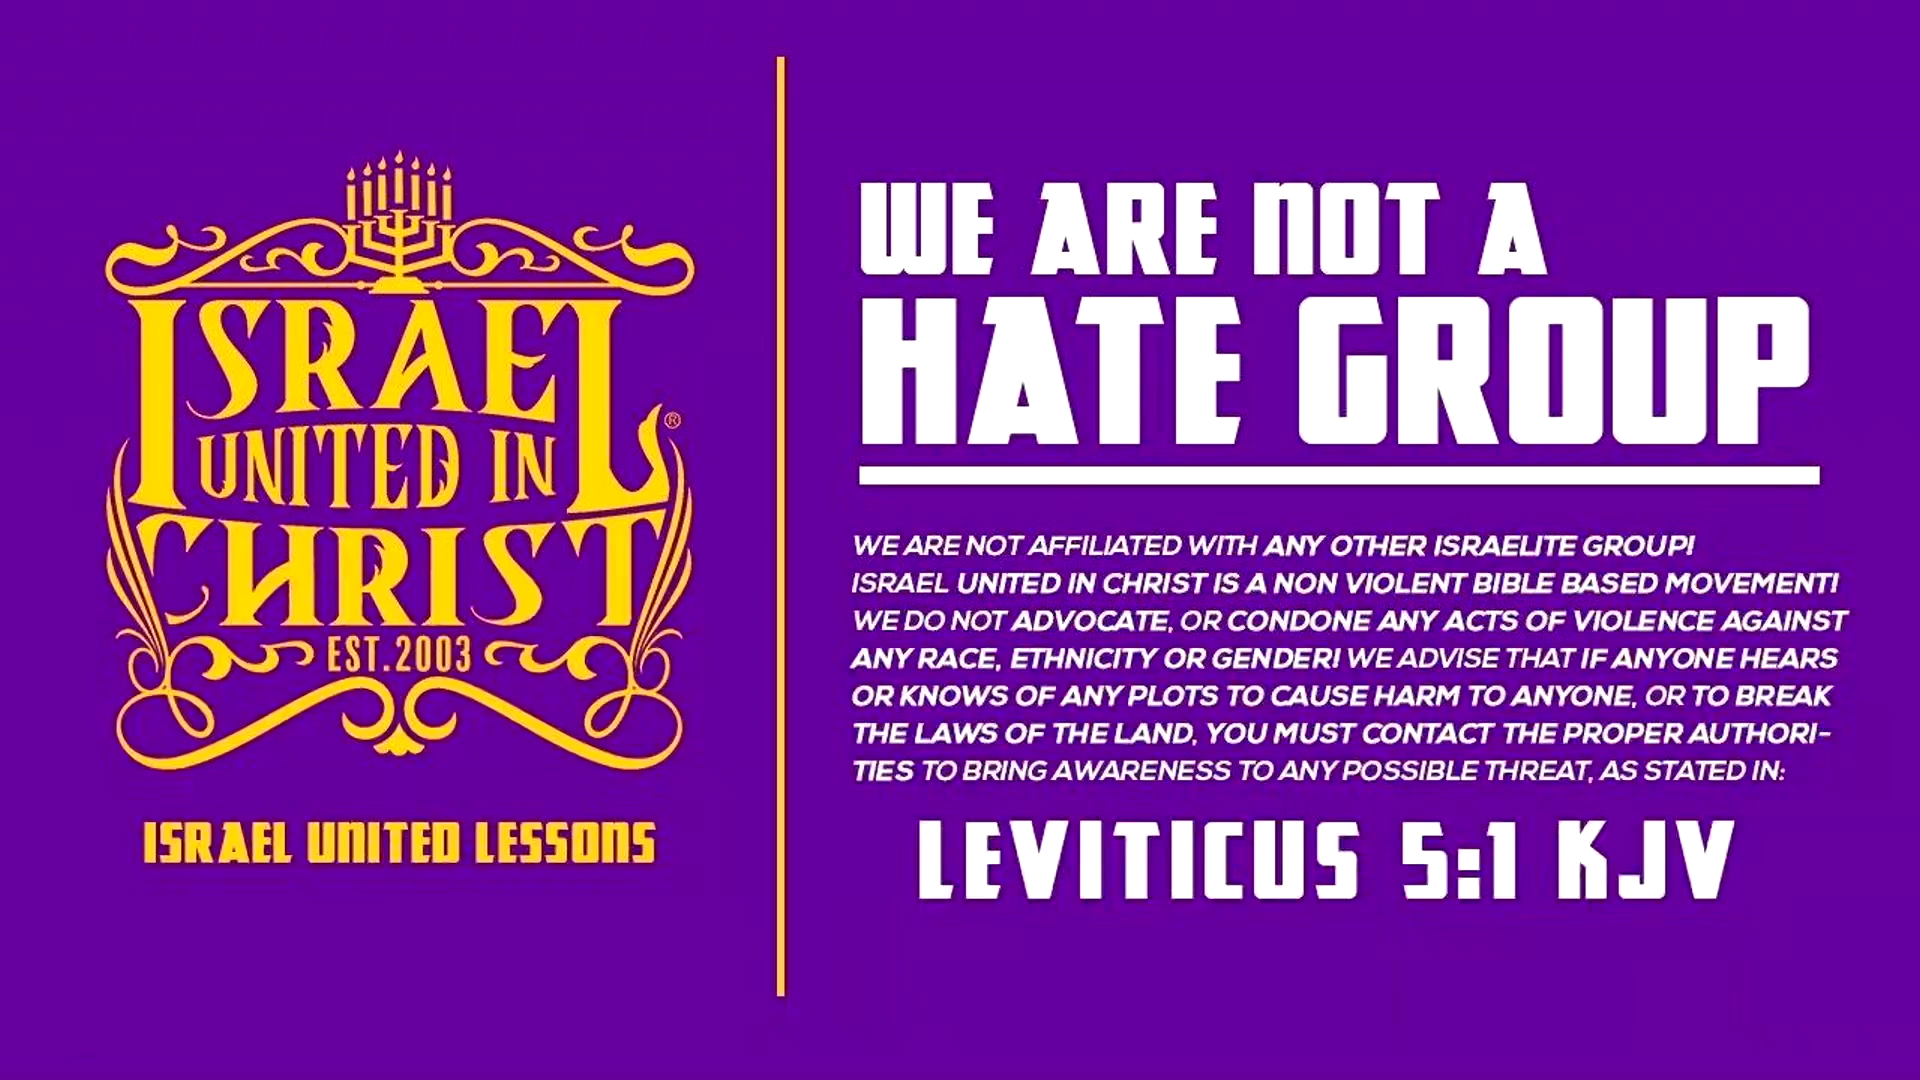 ISRAEL
UNITED IN
CHRIST
®
EST.2003
ISRAEL UNITED LESSONS
WE ARE NOT A
HATE GROUP
WE ARE NOT AFFILIATED WITH ANY OTHER ISRAELITE GROUP!
ISRAEL UNITED IN CHRIST IS A NON VIOLENT BIBLE BASED MOVEMENT!
WE DO NOT ADVOCATE, OR CONDONE ANY ACTS OF VIOLENCE AGAINST
ANY RACE, ETHNICITY OR GENDER! WE ADVISE THAT IF ANYONE HEARS
OR KNOWS OF ANY PLOTS TO CAUSE HARM TO ANYONE, OR TO BREAK
THE LAWS OF THE LAND, YOU MUST CONTACT THE PROPER AUTHORI-
TIES TO BRING AWARENESS TO ANY POSSIBLE THREAT, AS STATED IN:
LEVITICUS 5:1 KJV